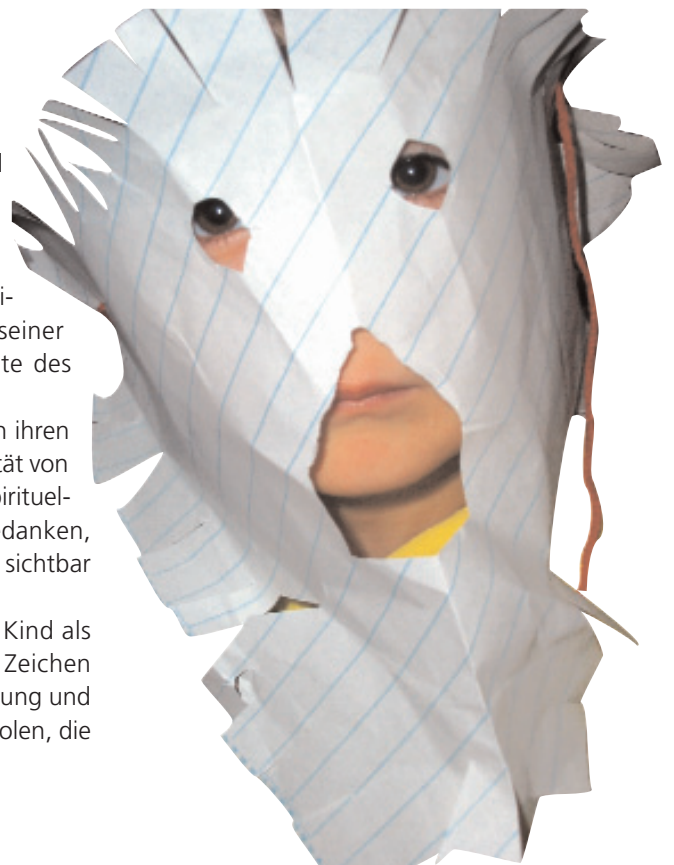 i-
seiner
te des
n ihren
tät von
pirituel-
danken,
sichtbar
Kind als
Zeichen
ung und
olen, die